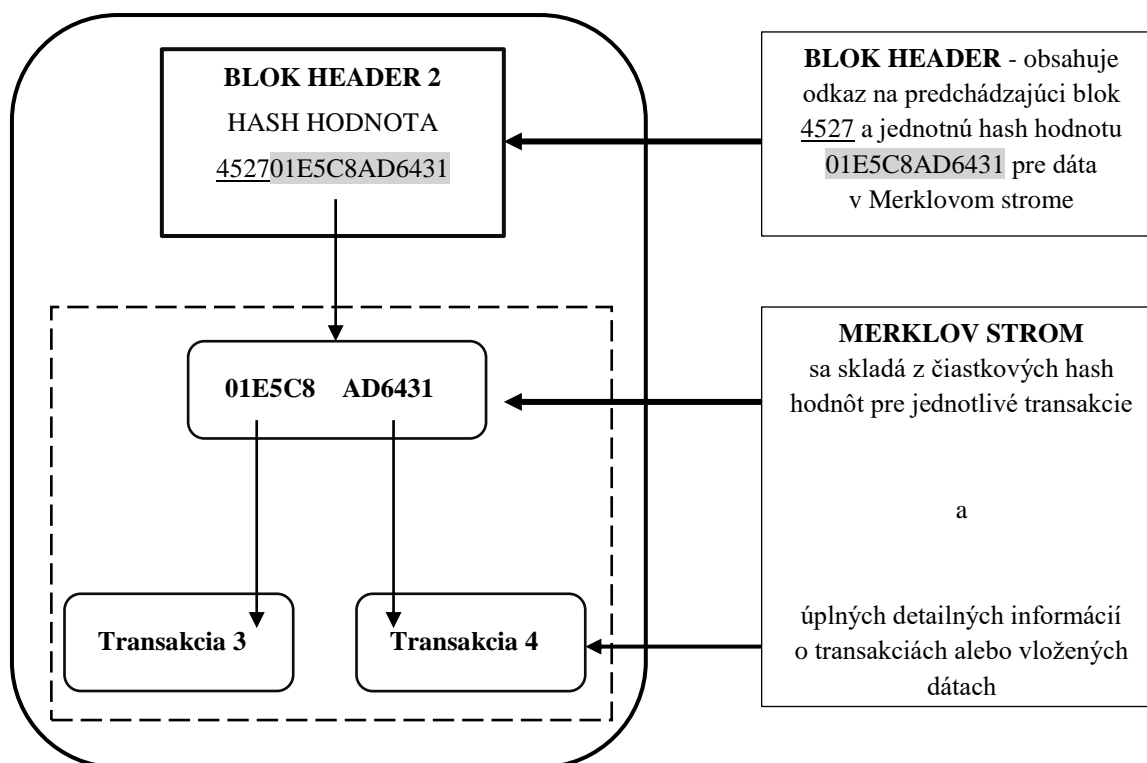 BLOK HEADER 2
HASH HODNOTA
452701E5C8AD6431
BLOK HEADER - obsahuje
odkaz na predchádzajúci blok
4527 a jednotnú hash hodnotu
01E5C8AD6431 pre dáta
v Merklovom strome
01E5C8 AD6431
MERKLOV STROM
sa skladá z čiastkových hash
hodnôt pre jednotlivé transakcie
a
úplných detailných informácií
o transakciách alebo vložených
dátach
Transakcia 3
Transakcia 4